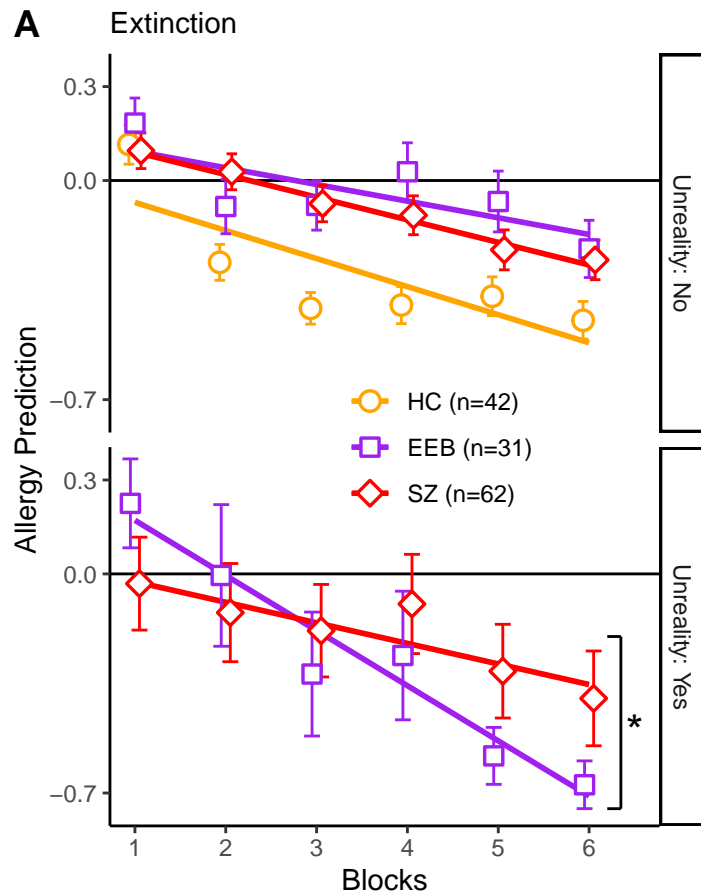 A Extinction
Allergy Prediction
0.3
0.0
−0.7
Unreality: No
HC (n=42)
EEB (n=31)
SZ (n=62)
0.3
0.0
−0.7
*
Unreality: Yes
1 2 3 4 5 6
Blocks